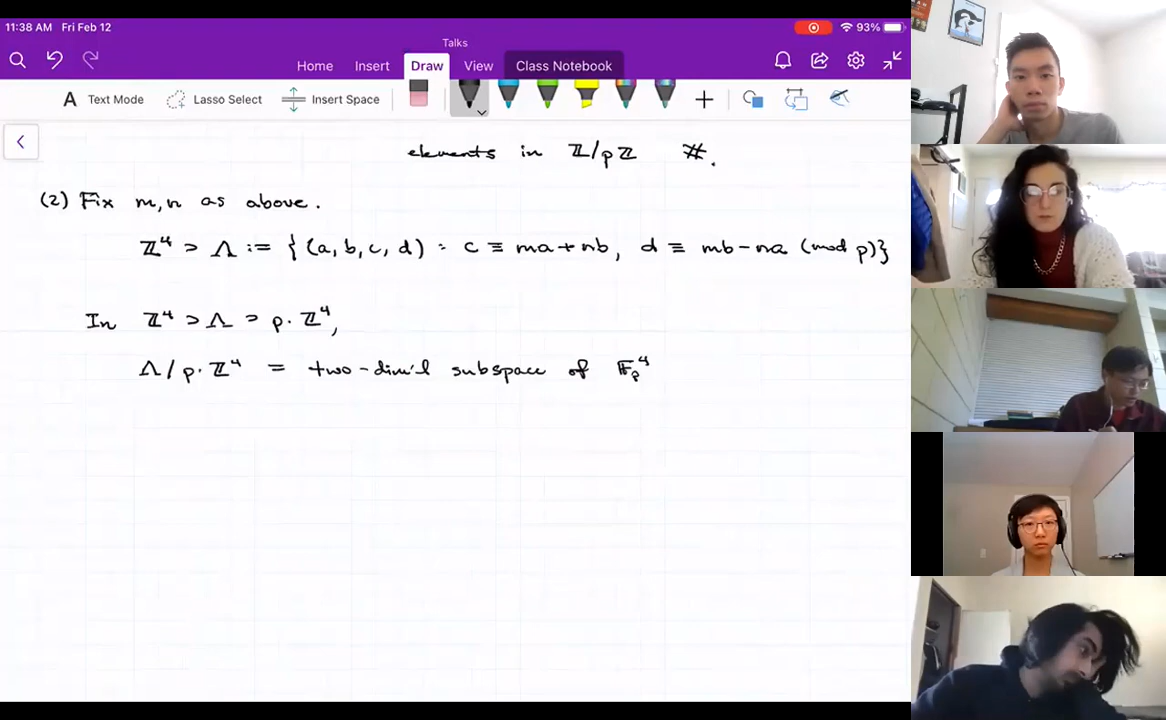 11:38 AM Fri Feb 12
93%
Talks
Home Insert Draw View Class Notebook
Text Mode Lasso Select Insert Space
elements in ℤ/pℤ ※.
(2) Fix m,n as above.
ℤ⁴ > Λ := {(a, b, c, d) : c ≡ ma + nb, d ≡ mb - na (mod p)}
In ℤ⁴ > Λ > p·ℤ⁴,
Λ/p·ℤ⁴ = two-dim'l subspace of 𝔽ₚ⁴